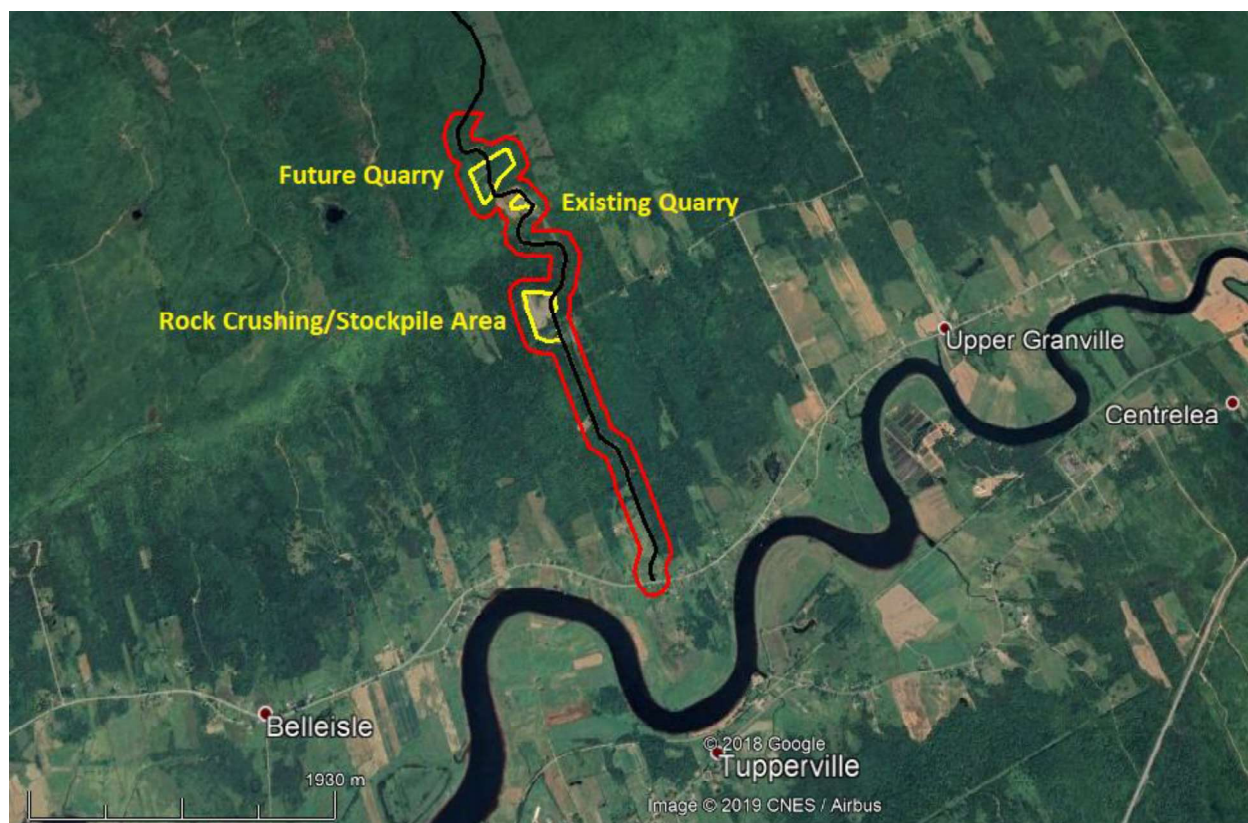 Future Quarry
Existing Quarry
Rock Crushing/Stockpile Area
Upper Granville
Centrelea
Belleisle
© 2018 Google
Tupperville
1930 m
Image © 2019 CNES / Airbus